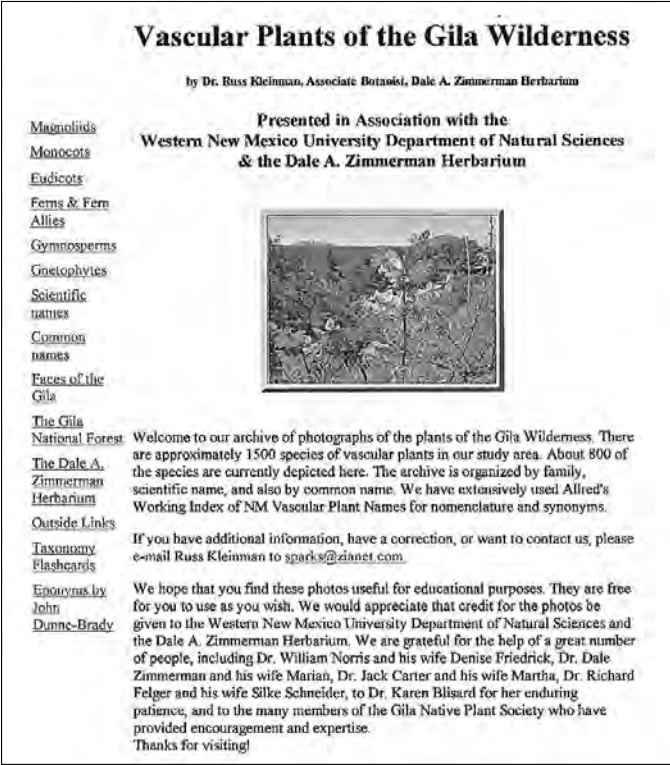 Vascular Plants of the Gila Wilderness
by Dr. Russ Kleinman, Associate Botanist, Dale A. Zimmerman Herbarium
Presented in Association with the
Western New Mexico University Department of Natural Sciences
& the Dale A. Zimmerman Herbarium
Magnoliids
Monocots
Eudicots
Ferns & Fern
Allies
Gymnosperms
Gnetophytes
Scientific
names
Common
names
Faces of the
Gila
The Gila
National Forest
The Dale A.
Zimmerman
Herbarium
Outside Links
Taxonomy
Flashcards
Eponyms by
John
Dunne-Brady
Welcome to our archive of photographs of the plants of the Gila Wilderness. There
are approximately 1500 species of vascular plants in our study area. About 800 of
the species are currently depicted here. The archive is organized by family,
scientific name, and also by common name. We have extensively used Allred's
Working Index of NM Vascular Plant Names for nomenclature and synonyms.
If you have additional information, have a correction, or want to contact us, please
e-mail Russ Kleinman to sparks@zianet.com
We hope that you find these photos useful for educational purposes. They are free
for you to use as you wish. We would appreciate that credit for the photos be
given to the Western New Mexico University Department of Natural Sciences and
the Dale A. Zimmerman Herbarium. We are grateful for the help of a great number
of people, including Dr. William Norris and his wife Denise Friedrick, Dr. Dale
Zimmerman and his wife Marian, Dr. Jack Carter and his wife Martha, Dr. Richard
Felger and his wife Silke Schneider, to Dr. Karen Blisard for her enduring
patience, and to the many members of the Gila Native Plant Society who have
provided encouragement and expertise.
Thanks for visiting!